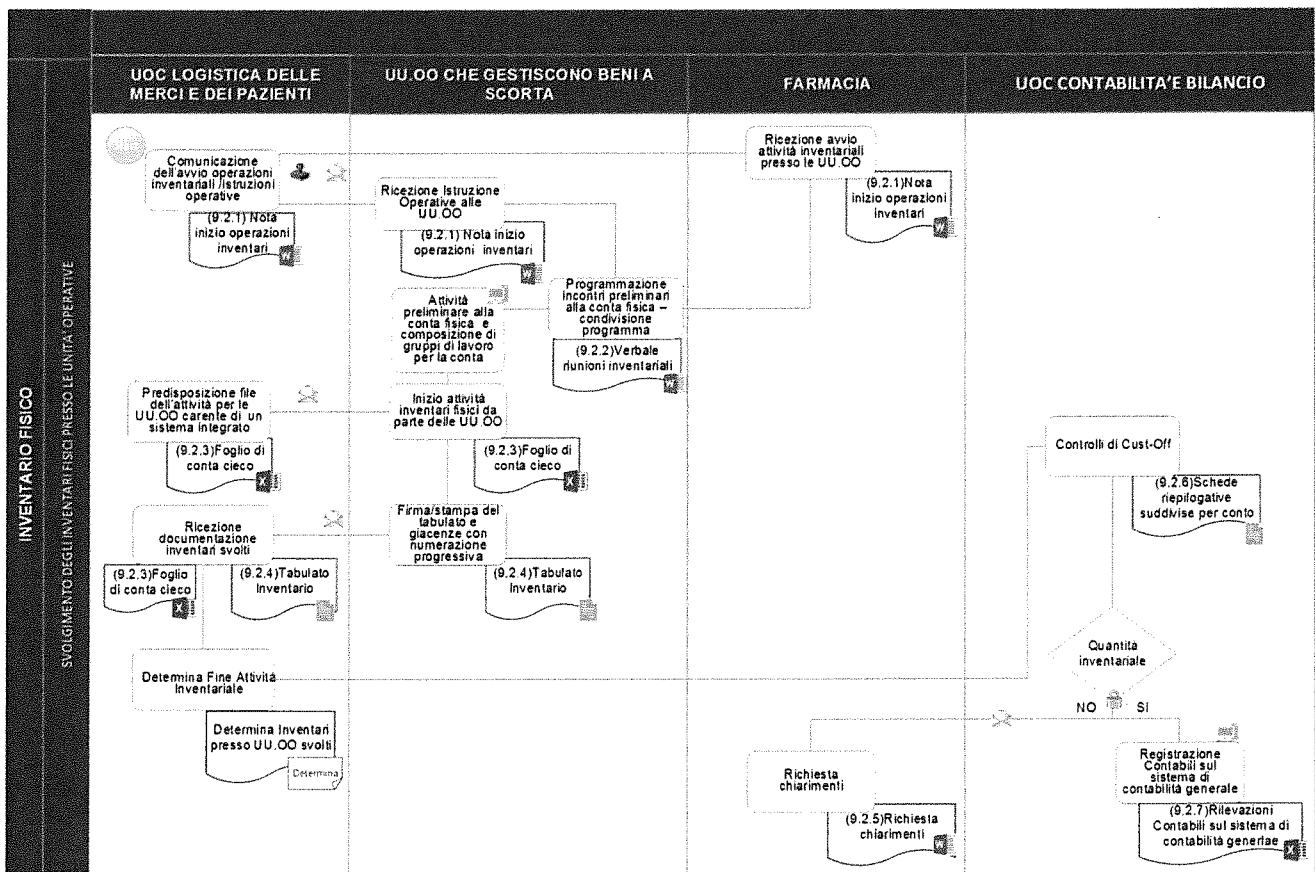 UOC LOGISTICA DELLE
MERCI E DEI PAZIENTI
UU.OO CHE GESTISCONO BENI A
SCORTA
FARMACIA
UOC CONTABILITA'E BILANCIO
INVENTARIO FISICO
SVOLGIMENTO DEGLI INVENTARI FISICI PRESSO LE UNITA' OPERATIVE
Comunicazione
dell'avvio operazioni
inventariali /Istruzioni
operative
(9.2.1) Nota
inizio operazioni
inventari
Ricezione Istruzione
Operative alle
UU.OO
(9.2.1) Nota inizio
operazioni inventari
Ricezione avvio
attività inventariali
presso le UU.OO
(9.2.1)Nota
inizio operazioni
inventari
Attività
preliminare alla
conta fisica e
composizione di
gruppi di lavoro
per la conta
Programmazione
incontri preliminari
alla conta fisica –
condivisione
programma
(9.2.2)Verbale
riunioni inventariali
Predisposizione file
dell'attività per le
UU.OO carente di un
sistema integrato
(9.2.3)Foglio di
conta cieco
Inizio attività
inventari fisici da
parte delle UU.OO
(9.2.3)Foglio di
conta cieco
Controlli di Cust-Off
(9.2.6)Schede
riepilogative
suddivise per conto
Ricezione
documentazione
inventari svolti
(9.2.3)Foglio
di conta cieco
(9.2.4)Tabulato
Inventario
Firma/stampa del
tabulato e
giacenze con
numerazione
progressiva
(9.2.4)Tabulato
Inventario
Quantità
inventariale
NO
SI
Determina Fine Attività
Inventariale
Determina Inventari
presso UU.OO svolti
Determina
Richiesta
chiarimenti
(9.2.5)Richiesta
chiarimenti
Registrazione
Contabili sul
sistema di
contabilità generale
(9.2.7)Rilevazioni
Contabili sul sistema di
contabilità generlae